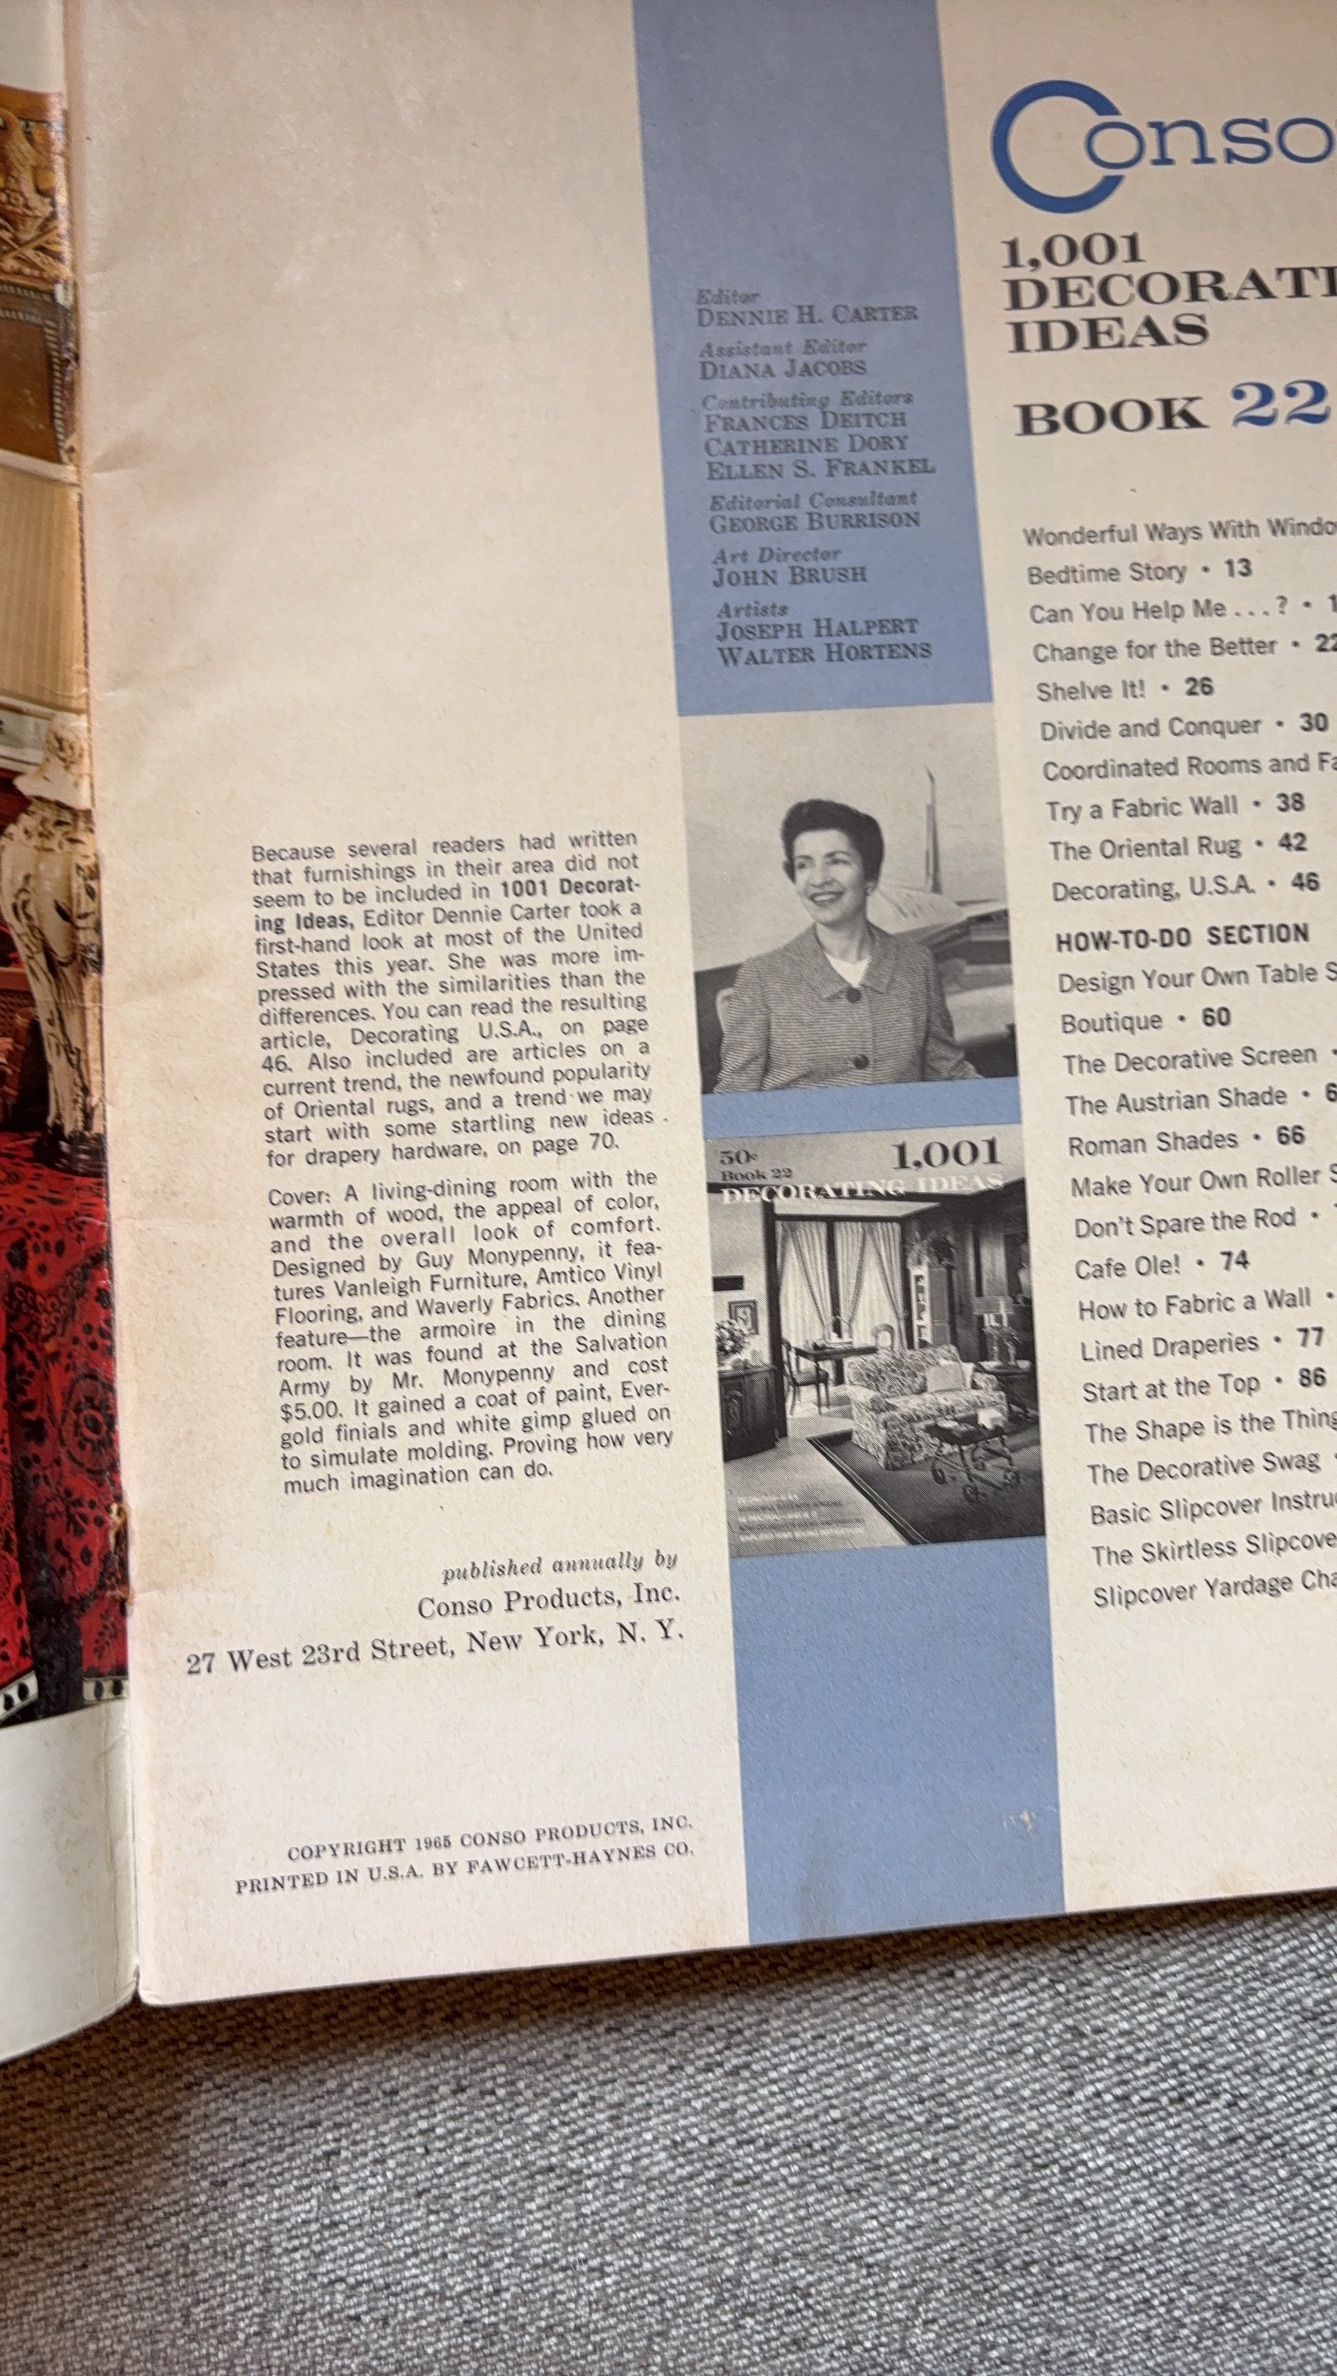 Because several readers had written
that furnishings in their area did not
seem to be included in 1001 Decorat-
ing Ideas, Editor Dennie Carter took a
first-hand look at most of the United
States this year. She was more im-
pressed with the similarities than the
differences. You can read the resulting
article, Decorating U.S.A., on page
46. Also included are articles on a
current trend, the newfound popularity
of Oriental rugs, and a trend we may
start with some startling new ideas
for drapery hardware, on page 70.
Cover: A living-dining room with the
warmth of wood, the appeal of color,
and the overall look of comfort.
Designed by Guy Monypenny, it fea-
tures Vanleigh Furniture, Amtico Vinyl
Flooring, and Waverly Fabrics. Another
feature—the armoire in the dining
room. It was found at the Salvation
Army by Mr. Monypenny and cost
$5.00. It gained a coat of paint, Ever-
gold finials and white gimp glued on
to simulate molding. Proving how very
much imagination can do.
published annually by
Conso Products, Inc.
27 West 23rd Street, New York, N. Y.
COPYRIGHT 1965 CONSO PRODUCTS, INC.
PRINTED IN U.S.A. BY FAWCETT-HAYNES CO.
Editor
DENNIE H. CARTER
Assistant Editor
DIANA JACOBS
Contributing Editors
FRANCES DEITCH
CATHERINE DORY
ELLEN S. FRANKEL
Editorial Consultant
GEORGE BURRISON
Art Director
JOHN BRUSH
Artists
JOSEPH HALPERT
WALTER HORTENS
50¢
Book 22
1,001
DECORATING IDEAS
Conso
1,001
DECORATI
IDEAS
BOOK 22
Wonderful Ways With Windo
Bedtime Story • 13
Can You Help Me . . . ? • 1
Change for the Better • 22
Shelve It! • 26
Divide and Conquer • 30
Coordinated Rooms and Fa
Try a Fabric Wall • 38
The Oriental Rug • 42
Decorating, U.S.A. • 46
HOW-TO-DO SECTION
Design Your Own Table S
Boutique • 60
The Decorative Screen •
The Austrian Shade • 6
Roman Shades • 66
Make Your Own Roller S
Don't Spare the Rod •
Cafe Ole! • 74
How to Fabric a Wall •
Lined Draperies • 77
Start at the Top • 86
The Shape is the Thing
The Decorative Swag •
Basic Slipcover Instru
The Skirtless Slipcove
Slipcover Yardage Cha